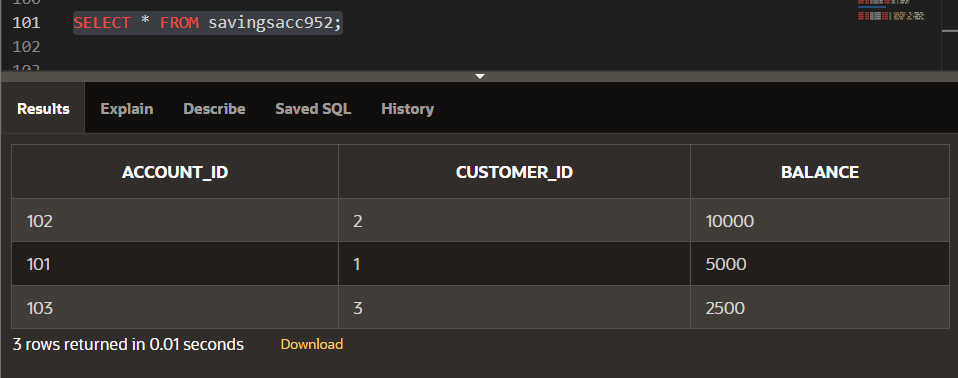 101 SELECT * FROM savingsacc952;
102
Results Explain Describe Saved SQL History
ACCOUNT_ID CUSTOMER_ID BALANCE
102 2 10000
101 1 5000
103 3 2500
3 rows returned in 0.01 seconds Download